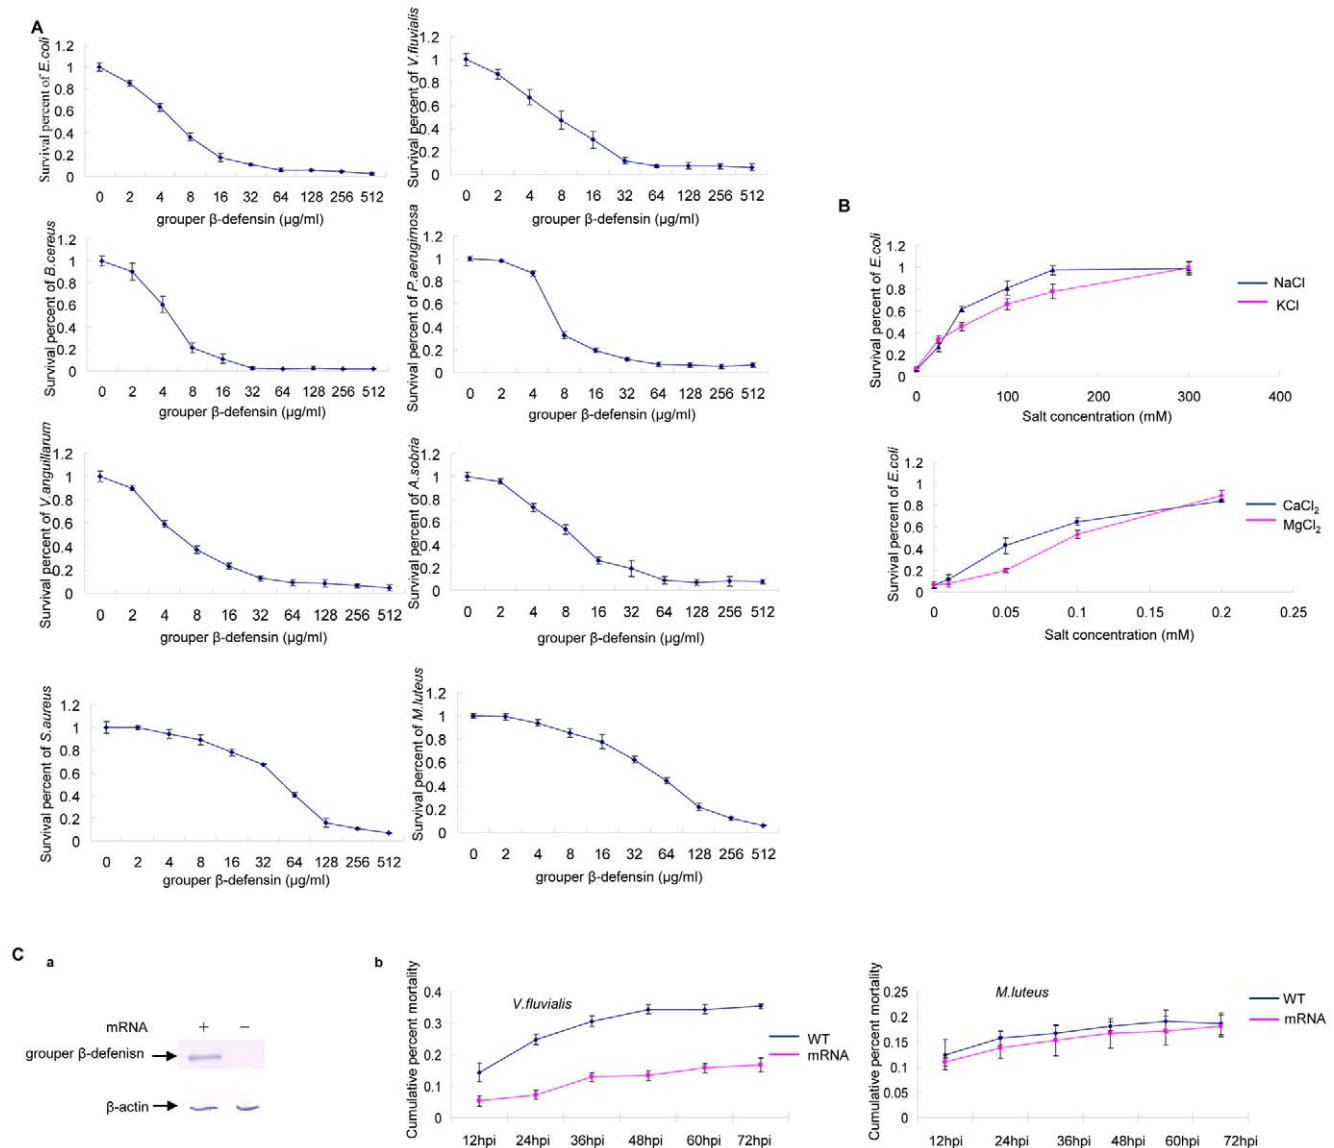 A
Survival percent of E.coli
1.2
1
0.8
0.6
0.4
0.2
0
0 2 4 8 16 32 64 128 256 512
grouper β-defensin (µg/ml)
Survival percent of V.fluvialis
1.2
1
0.8
0.6
0.4
0.2
0
0 2 4 8 16 32 64 128 256 512
grouper β-defensin (µg/ml)
Survival percent of B.cereus
1.2
1
0.8
0.6
0.4
0.2
0
0 2 4 8 16 32 64 128 256 512
grouper β-defensin (µg/ml)
Survival percent of P.aerugimosa
1.2
1
0.8
0.6
0.4
0.2
0
0 2 4 8 16 32 64 128 256 512
grouper β-defensin (µg/ml)
Survival percent of V.anguillarum
1.2
1
0.8
0.6
0.4
0.2
0
0 2 4 8 16 32 64 128 256 512
grouper β-defensin (µg/ml)
Survival percent of A.sobria
1.2
1
0.8
0.6
0.4
0.2
0
0 2 4 8 16 32 64 128 256 512
grouper β-defensin (µg/ml)
Survival percent of S.aureus
1.2
1
0.8
0.6
0.4
0.2
0
0 2 4 8 16 32 64 128 256 512
grouper β-defensin (µg/ml)
Survival percent of M.luteus
1.2
1
0.8
0.6
0.4
0.2
0
0 2 4 8 16 32 64 128 256 512
grouper β-defensin (µg/ml)
B
Survival percent of E.coli
1.2
1
0.8
0.6
0.4
0.2
0
0 100 200 300 400
Salt concentration (mM)
NaCl
KCl
Survival percent of E.coli
1.2
1
0.8
0.6
0.4
0.2
0
0 0.05 0.1 0.15 0.2 0.25
Salt concentration (mM)
CaCl₂
MgCl₂
C
a
mRNA + −
grouper β-defenisn
β-actin
b
Cumulative percent mortality
V.fluvialis
0.4
0.3
0.2
0.1
0
12hpi 24hpi 36hpi 48hpi 60hpi 72hpi
WT
mRNA
Cumulative percent mortality
M.luteus
0.25
0.2
0.15
0.1
0.05
0
12hpi 24hpi 36hpi 48hpi 60hpi 72hpi
WT
mRNA